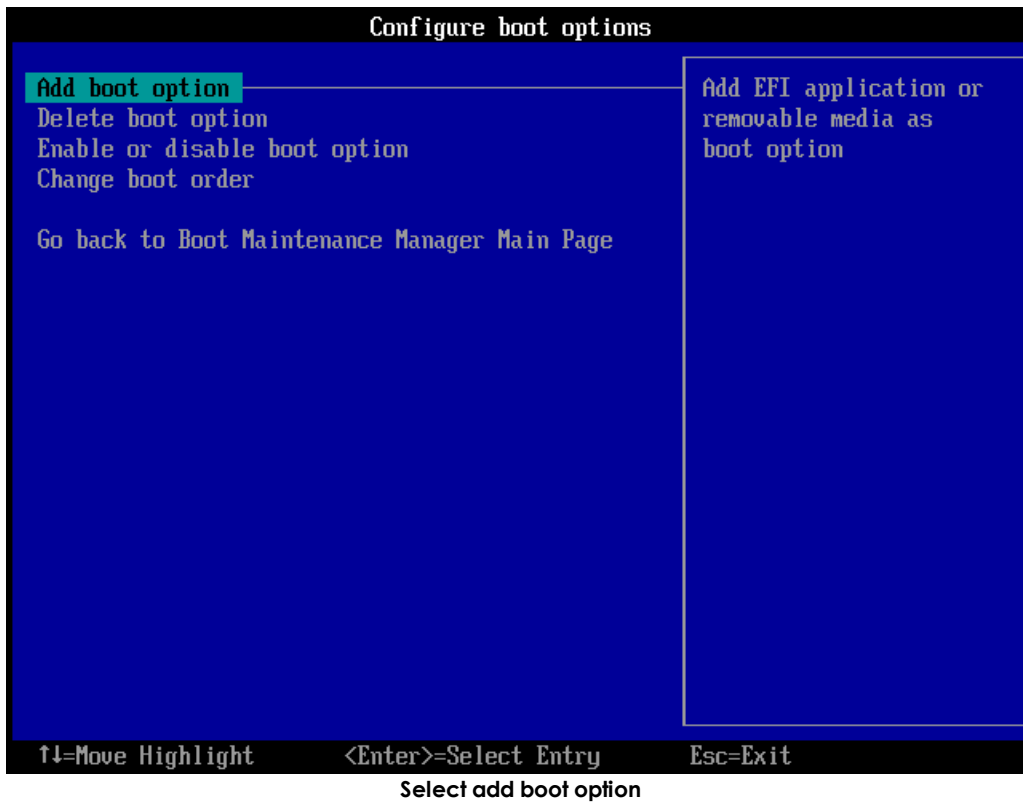 Configure boot options
Add boot option
Delete boot option
Enable or disable boot option
Change boot order
Go back to Boot Maintenance Manager Main Page
Add EFI application or
removable media as
boot option
↑↓=Move Highlight <Enter>=Select Entry Esc=Exit
Select add boot option